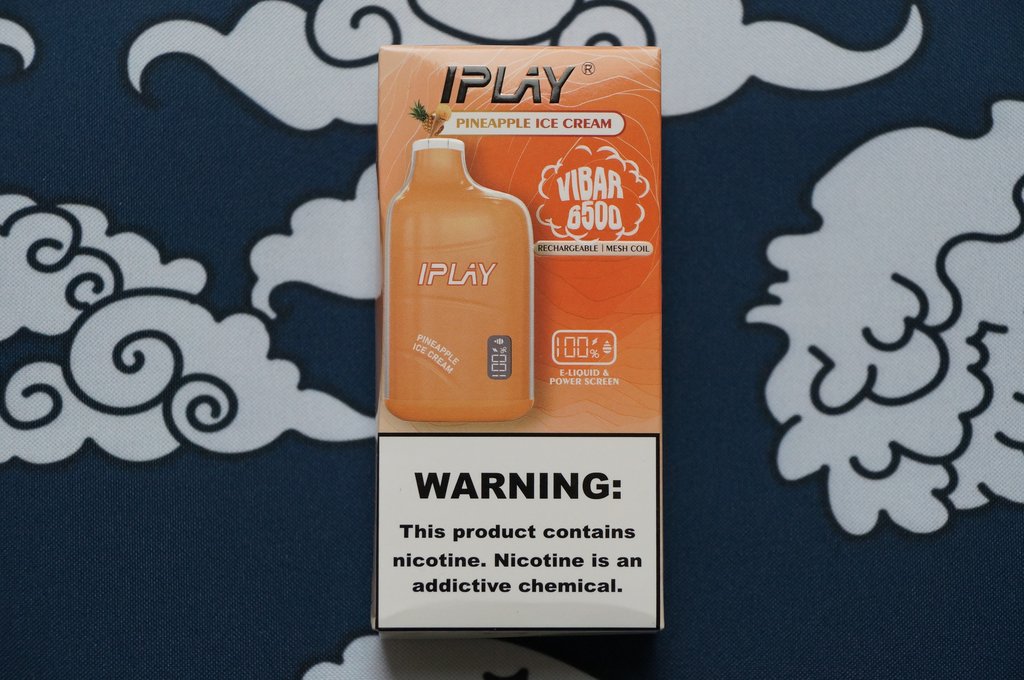 IPLAY®
PINEAPPLE ICE CREAM
VIBAR
6500
RECHARGEABLE | MESH COIL
IPLAY
PINEAPPLE
ICE CREAM
100%
100%
E-LIQUID &
POWER SCREEN
WARNING:
This product contains
nicotine. Nicotine is an
addictive chemical.